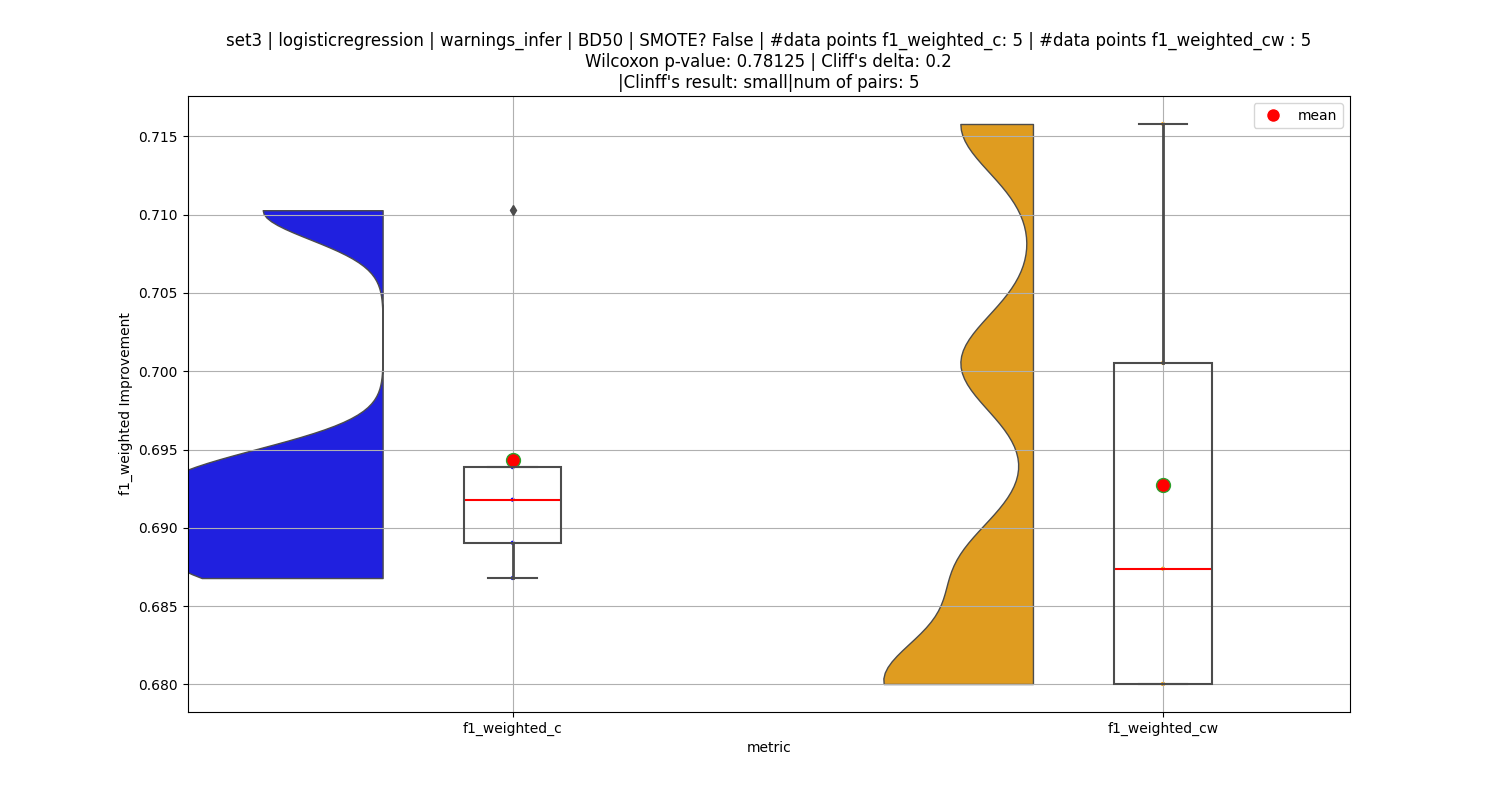 set3 | logisticregression | warnings_infer | BD50 | SMOTE? False | #data points f1_weighted_c: 5 | #data points f1_weighted_cw : 5
Wilcoxon p-value: 0.78125 | Cliff's delta: 0.2
|Clinff's result: small|num of pairs: 5
mean
0.715
0.710
0.705
0.700
0.695
0.690
0.685
0.680
f1_weighted Improvement
f1_weighted_c
f1_weighted_cw
metric